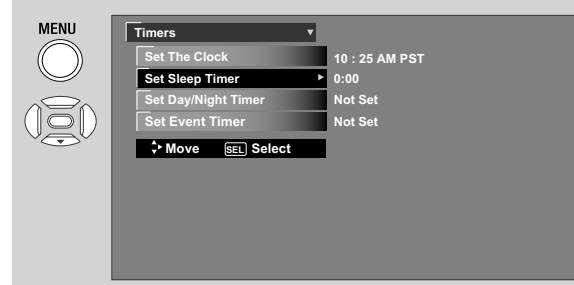 MENU
Timers
Set The Clock 10 : 25 AM PST
Set Sleep Timer 0:00
Set Day/Night Timer Not Set
Set Event Timer Not Set
Move SEL Select